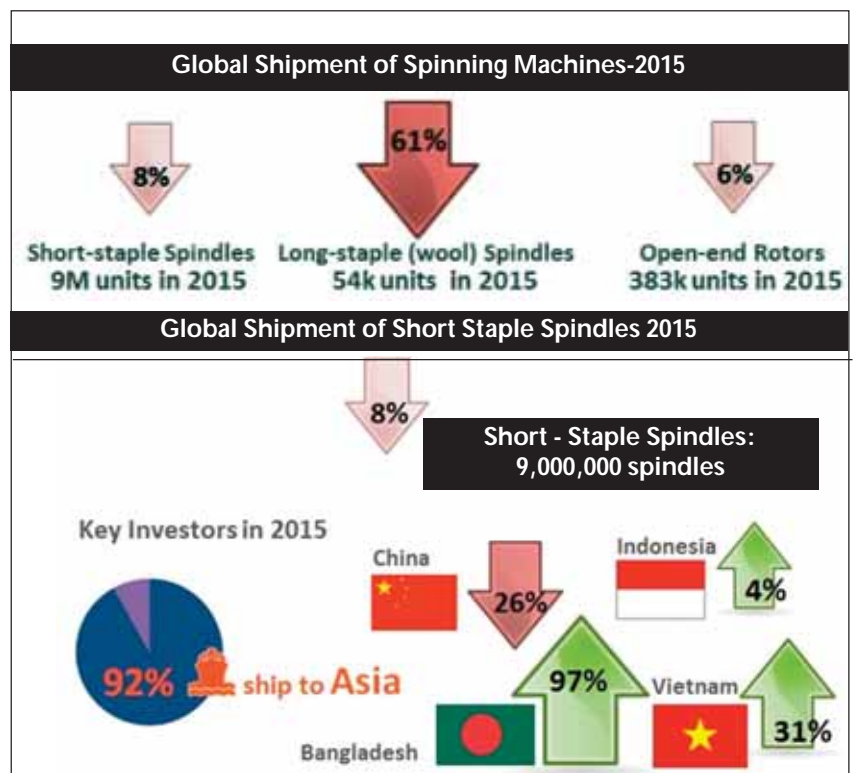 Global Shipment of Spinning Machines-2015
8%
61%
6%
Short-staple Spindles
9M units in 2015
Long-staple (wool) Spindles
54k units in 2015
Open-end Rotors
383k units in 2015
Global Shipment of Short Staple Spindles 2015
8%
Short - Staple Spindles:
9,000,000 spindles
Key Investors in 2015
92% ship to Asia
China
26%
Indonesia
4%
Bangladesh
97%
Vietnam
31%